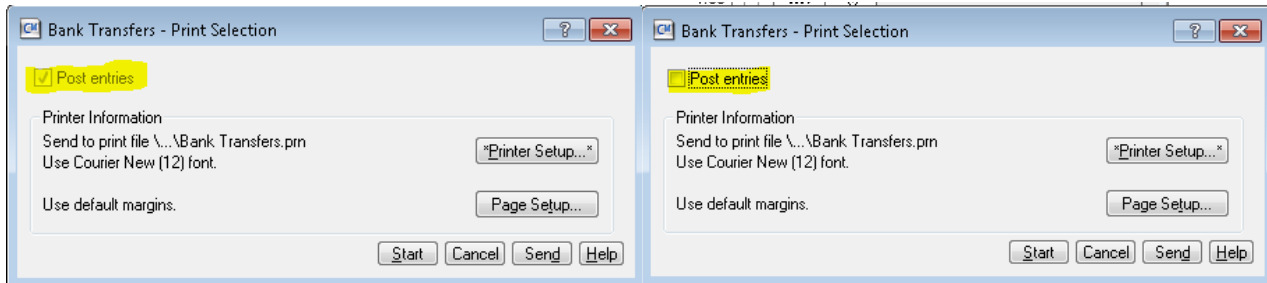 CM Bank Transfers - Print Selection ?
Post entries
Printer Information
Send to print file \...\Bank Transfers.prn
Use Courier New (12) font.
*Printer Setup...*
Use default margins.
Page Setup...
Start Cancel Send Help
CM Bank Transfers - Print Selection ?
Post entries
Printer Information
Send to print file \...\Bank Transfers.prn
Use Courier New (12) font.
*Printer Setup...*
Use default margins.
Page Setup...
Start Cancel Send Help